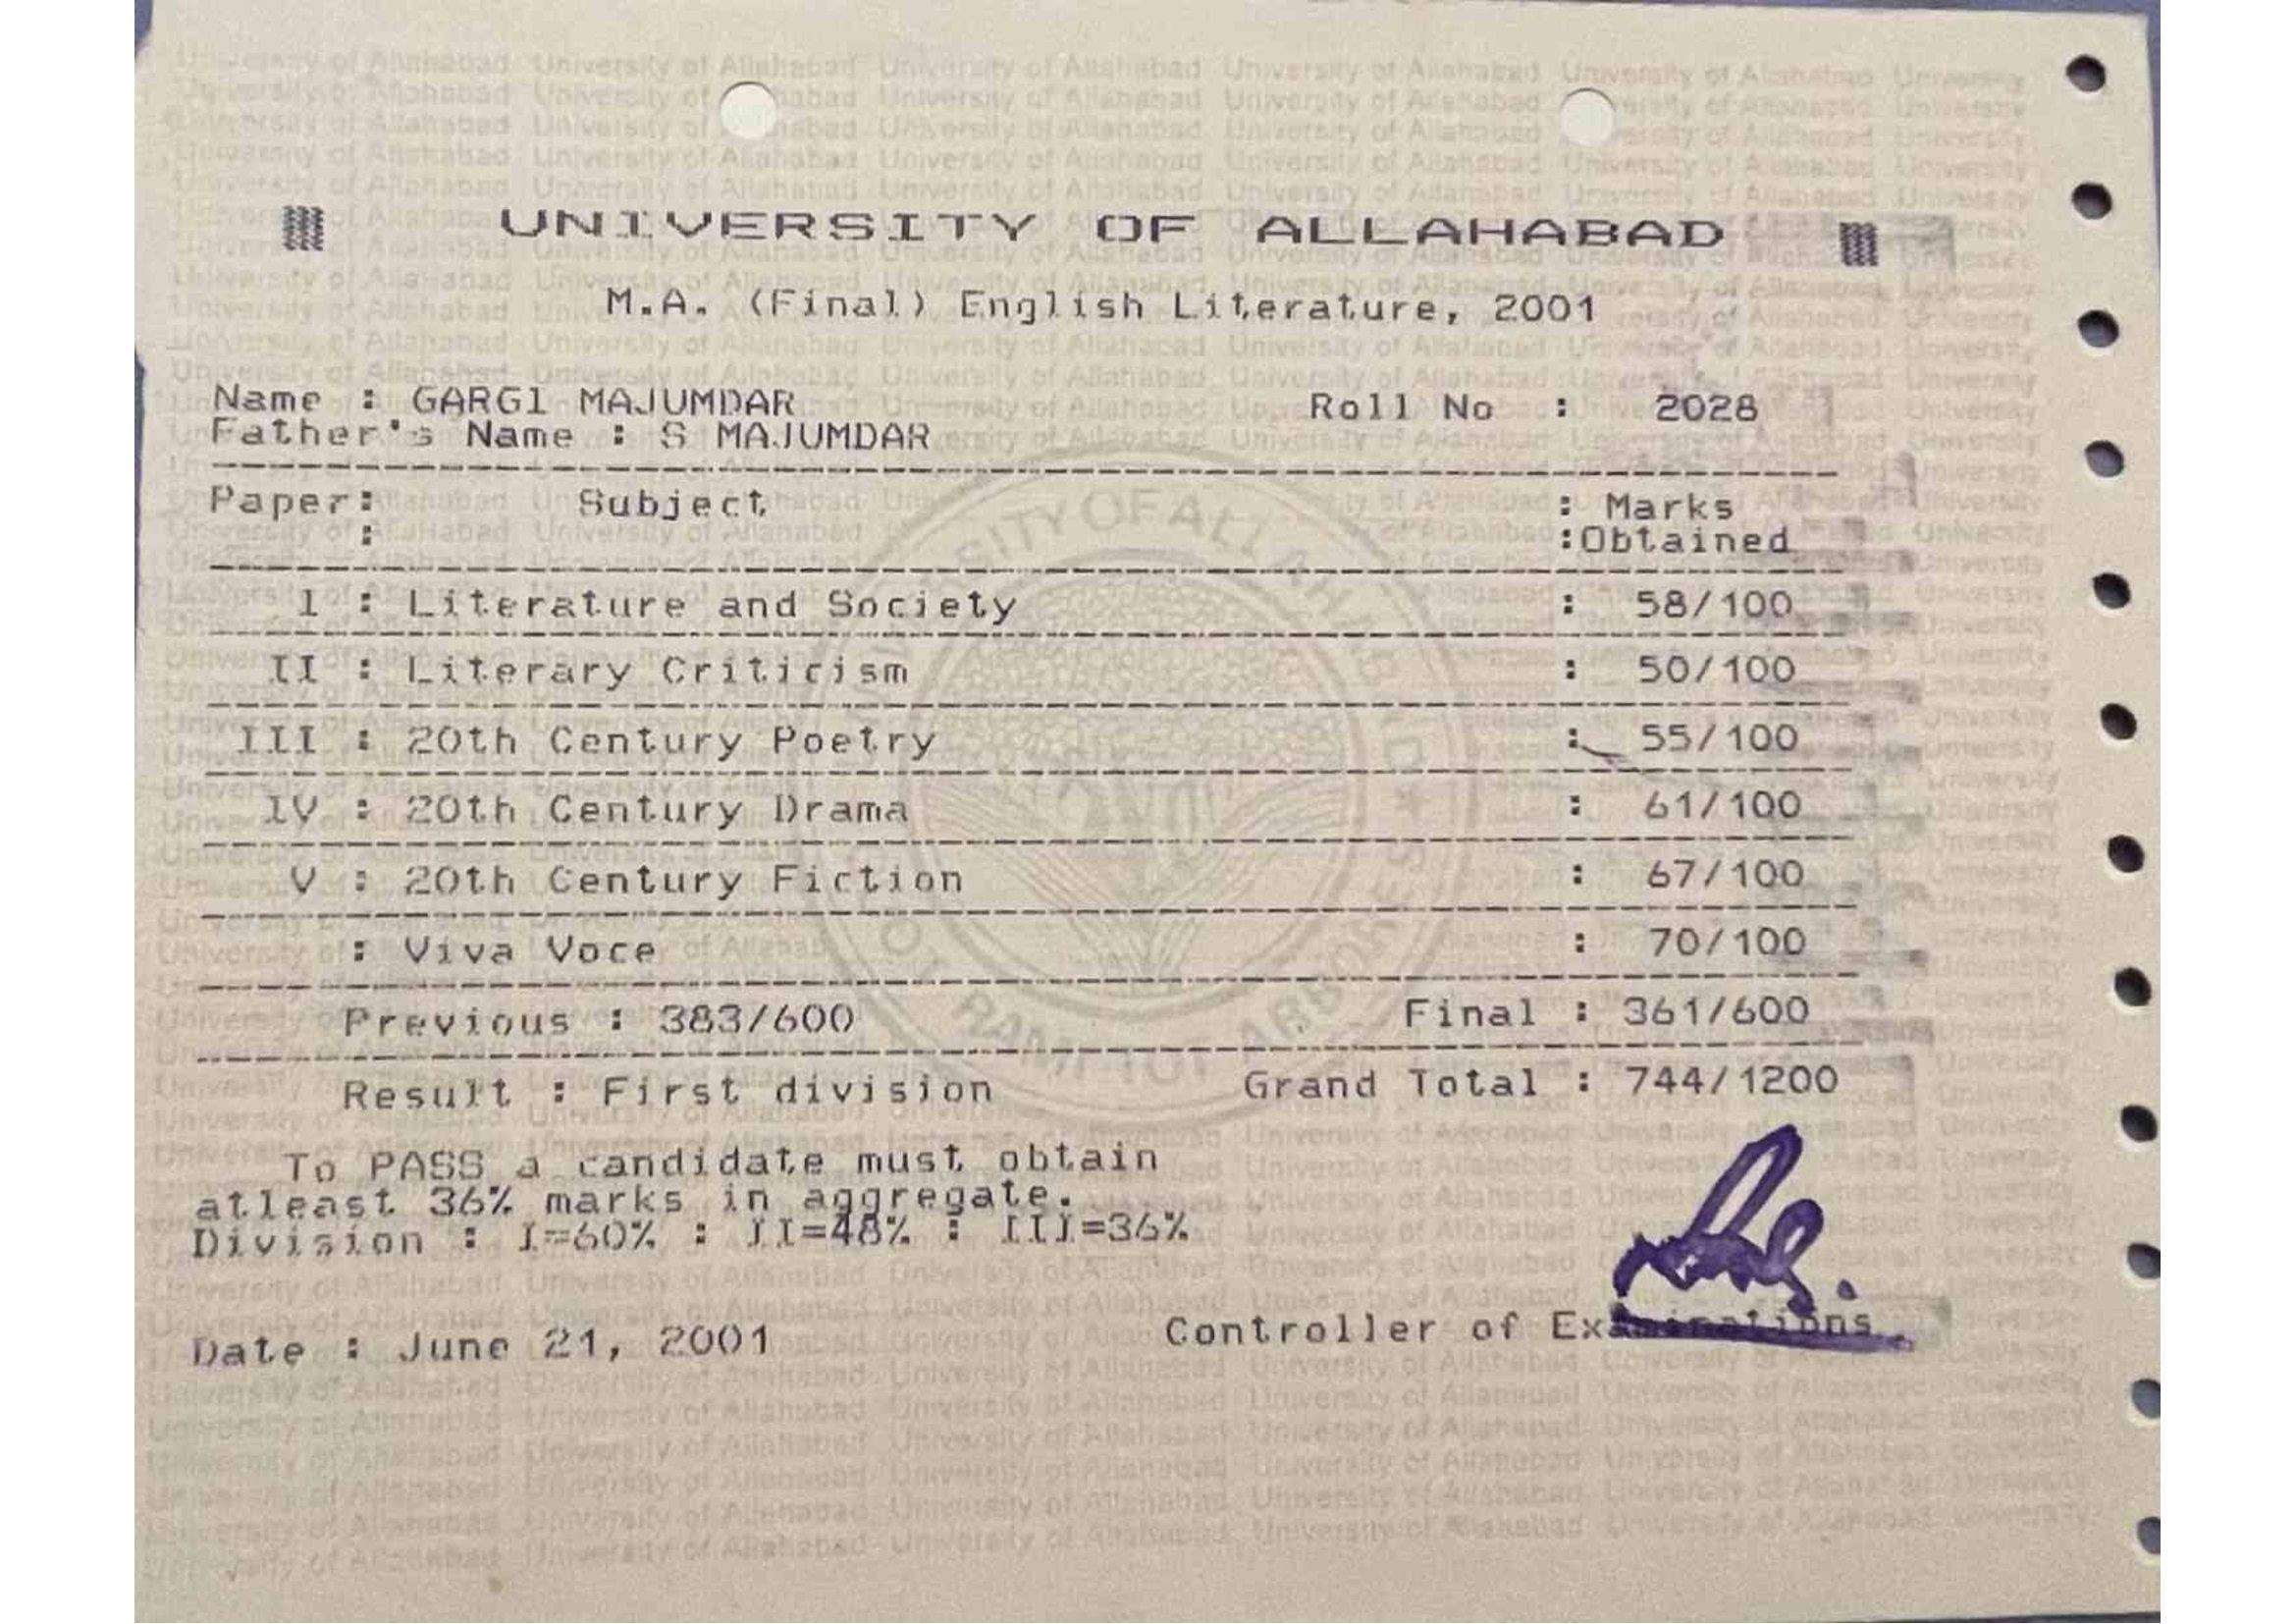 UNIVERSITY OF ALLAHABAD
M.A. (Final) English Literature, 2001
Name : GARGI MAJUMDAR Roll No : 2028
Father's Name : S MAJUMDAR
Paper: Subject : Marks
: :Obtained
I : Literature and Society : 58/100
II : Literary Criticism : 50/100
III : 20th Century Poetry : 55/100
IV : 20th Century Drama : 61/100
V : 20th Century Fiction : 67/100
: Viva Voce : 70/100
Previous : 383/600 Final : 361/600
Result : First division Grand Total : 744/1200
To PASS a candidate must obtain
atleast 36% marks in aggregate.
Division : I=60% : II=48% : III=36%
Date : June 21, 2001 Controller of Examinations